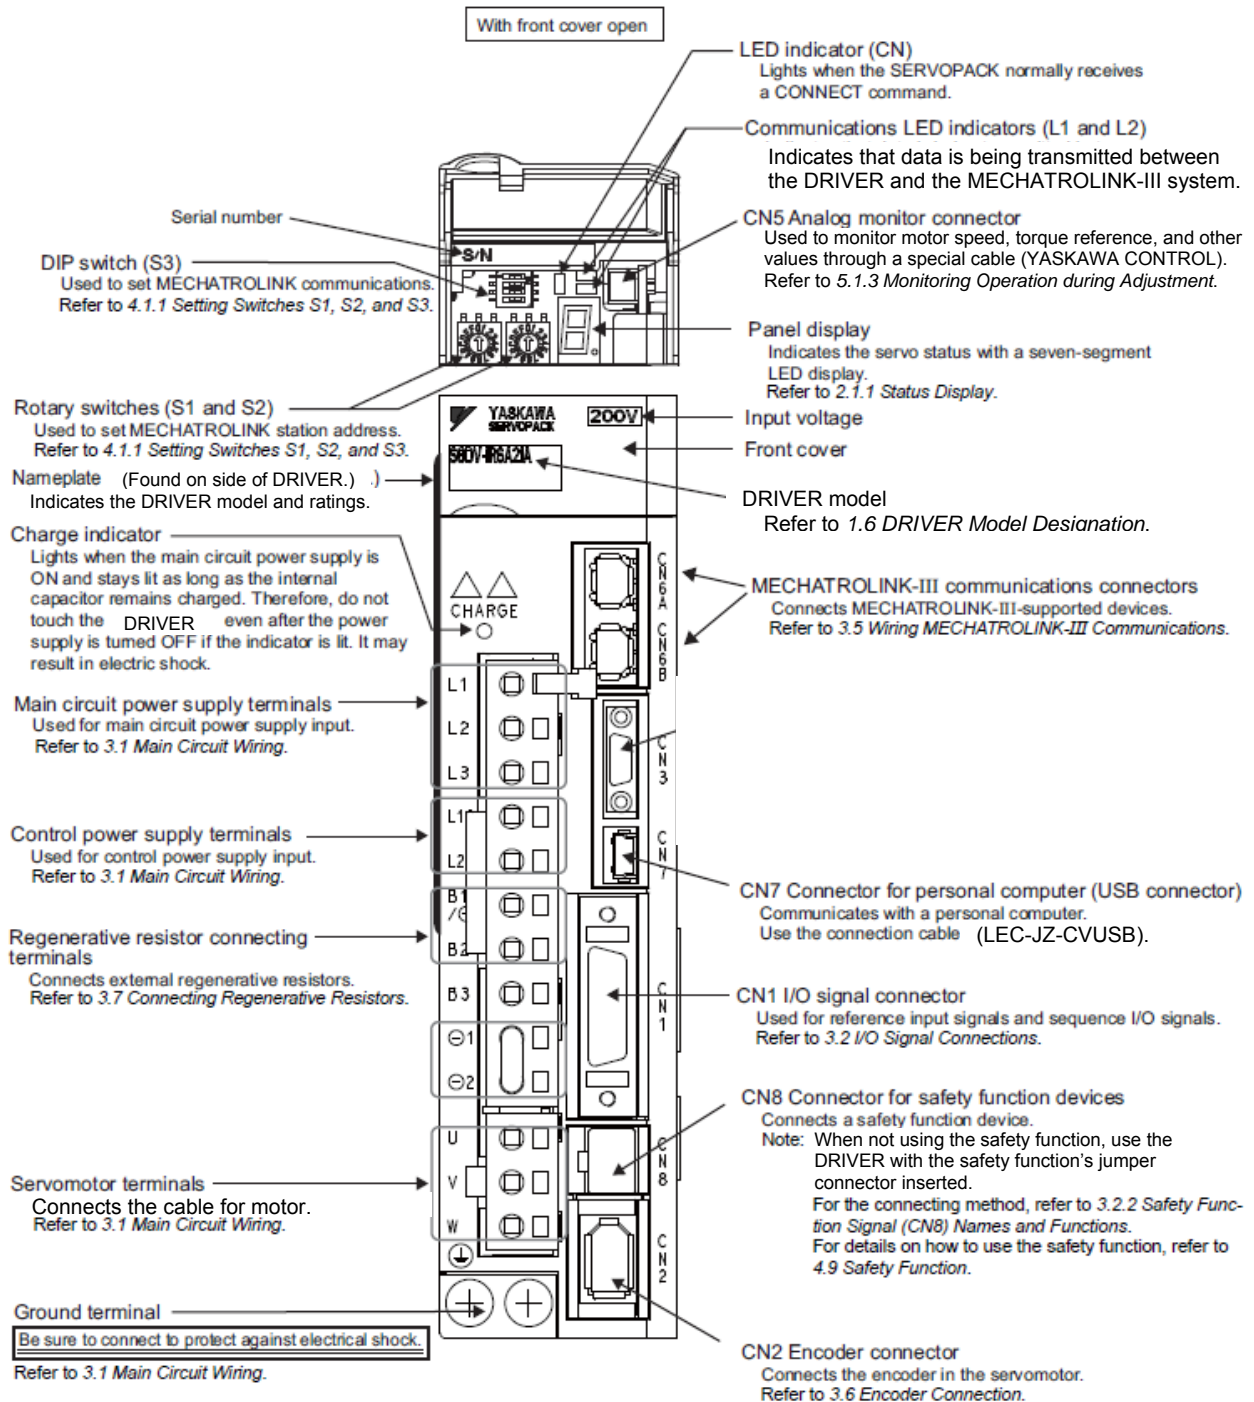 With front cover open
LED indicator (CN)
Lights when the SERVOPACK normally receives
a CONNECT command.
Communications LED indicators (L1 and L2)
Indicates that data is being transmitted between
the DRIVER and the MECHATROLINK-III system.
CN5 Analog monitor connector
Used to monitor motor speed, torque reference, and other
values through a special cable (YASKAWA CONTROL).
Refer to 5.1.3 Monitoring Operation during Adjustment.
Panel display
Indicates the servo status with a seven-segment
LED display.
Refer to 2.1.1 Status Display.
Input voltage
Front cover
DRIVER model
Refer to 1.6 DRIVER Model Designation.
MECHATROLINK-III communications connectors
Connects MECHATROLINK-III-supported devices.
Refer to 3.5 Wiring MECHATROLINK-III Communications.
CN7 Connector for personal computer (USB connector)
Communicates with a personal computer.
Use the connection cable (LEC-JZ-CVUSB).
CN1 I/O signal connector
Used for reference input signals and sequence I/O signals.
Refer to 3.2 I/O Signal Connections.
CN8 Connector for safety function devices
Connects a safety function device.
Note: When not using the safety function, use the
DRIVER with the safety function's jumper
connector inserted.
For the connecting method, refer to 3.2.2 Safety Func-
tion Signal (CN8) Names and Functions.
For details on how to use the safety function, refer to
4.9 Safety Function.
CN2 Encoder connector
Connects the encoder in the servomotor.
Refer to 3.6 Encoder Connection.
Serial number
DIP switch (S3)
Used to set MECHATROLINK communications.
Refer to 4.1.1 Setting Switches S1, S2, and S3.
Rotary switches (S1 and S2)
Used to set MECHATROLINK station address.
Refer to 4.1.1 Setting Switches S1, S2, and S3.
Nameplate (Found on side of DRIVER.) .)
Indicates the DRIVER model and ratings.
Charge indicator
Lights when the main circuit power supply is
ON and stays lit as long as the internal
capacitor remains charged. Therefore, do not
touch the DRIVER even after the power
supply is turned OFF if the indicator is lit. It may
result in electric shock.
Main circuit power supply terminals
Used for main circuit power supply input.
Refer to 3.1 Main Circuit Wiring.
Control power supply terminals
Used for control power supply input.
Refer to 3.1 Main Circuit Wiring.
Regenerative resistor connecting
terminals
Connects external regenerative resistors.
Refer to 3.7 Connecting Regenerative Resistors.
Servomotor terminals
Connects the cable for motor.
Refer to 3.1 Main Circuit Wiring.
Ground terminal
Be sure to connect to protect against electrical shock.
Refer to 3.1 Main Circuit Wiring.
S/N
YASKAWA
SERVOPACK
200V
CHARGE
L1
L2
L3
L1
L2
B1
B2
B3
⊖1
⊖2
U
V
W
CN6A
CN6B
CN3
CN7
CN1
CN8
CN2